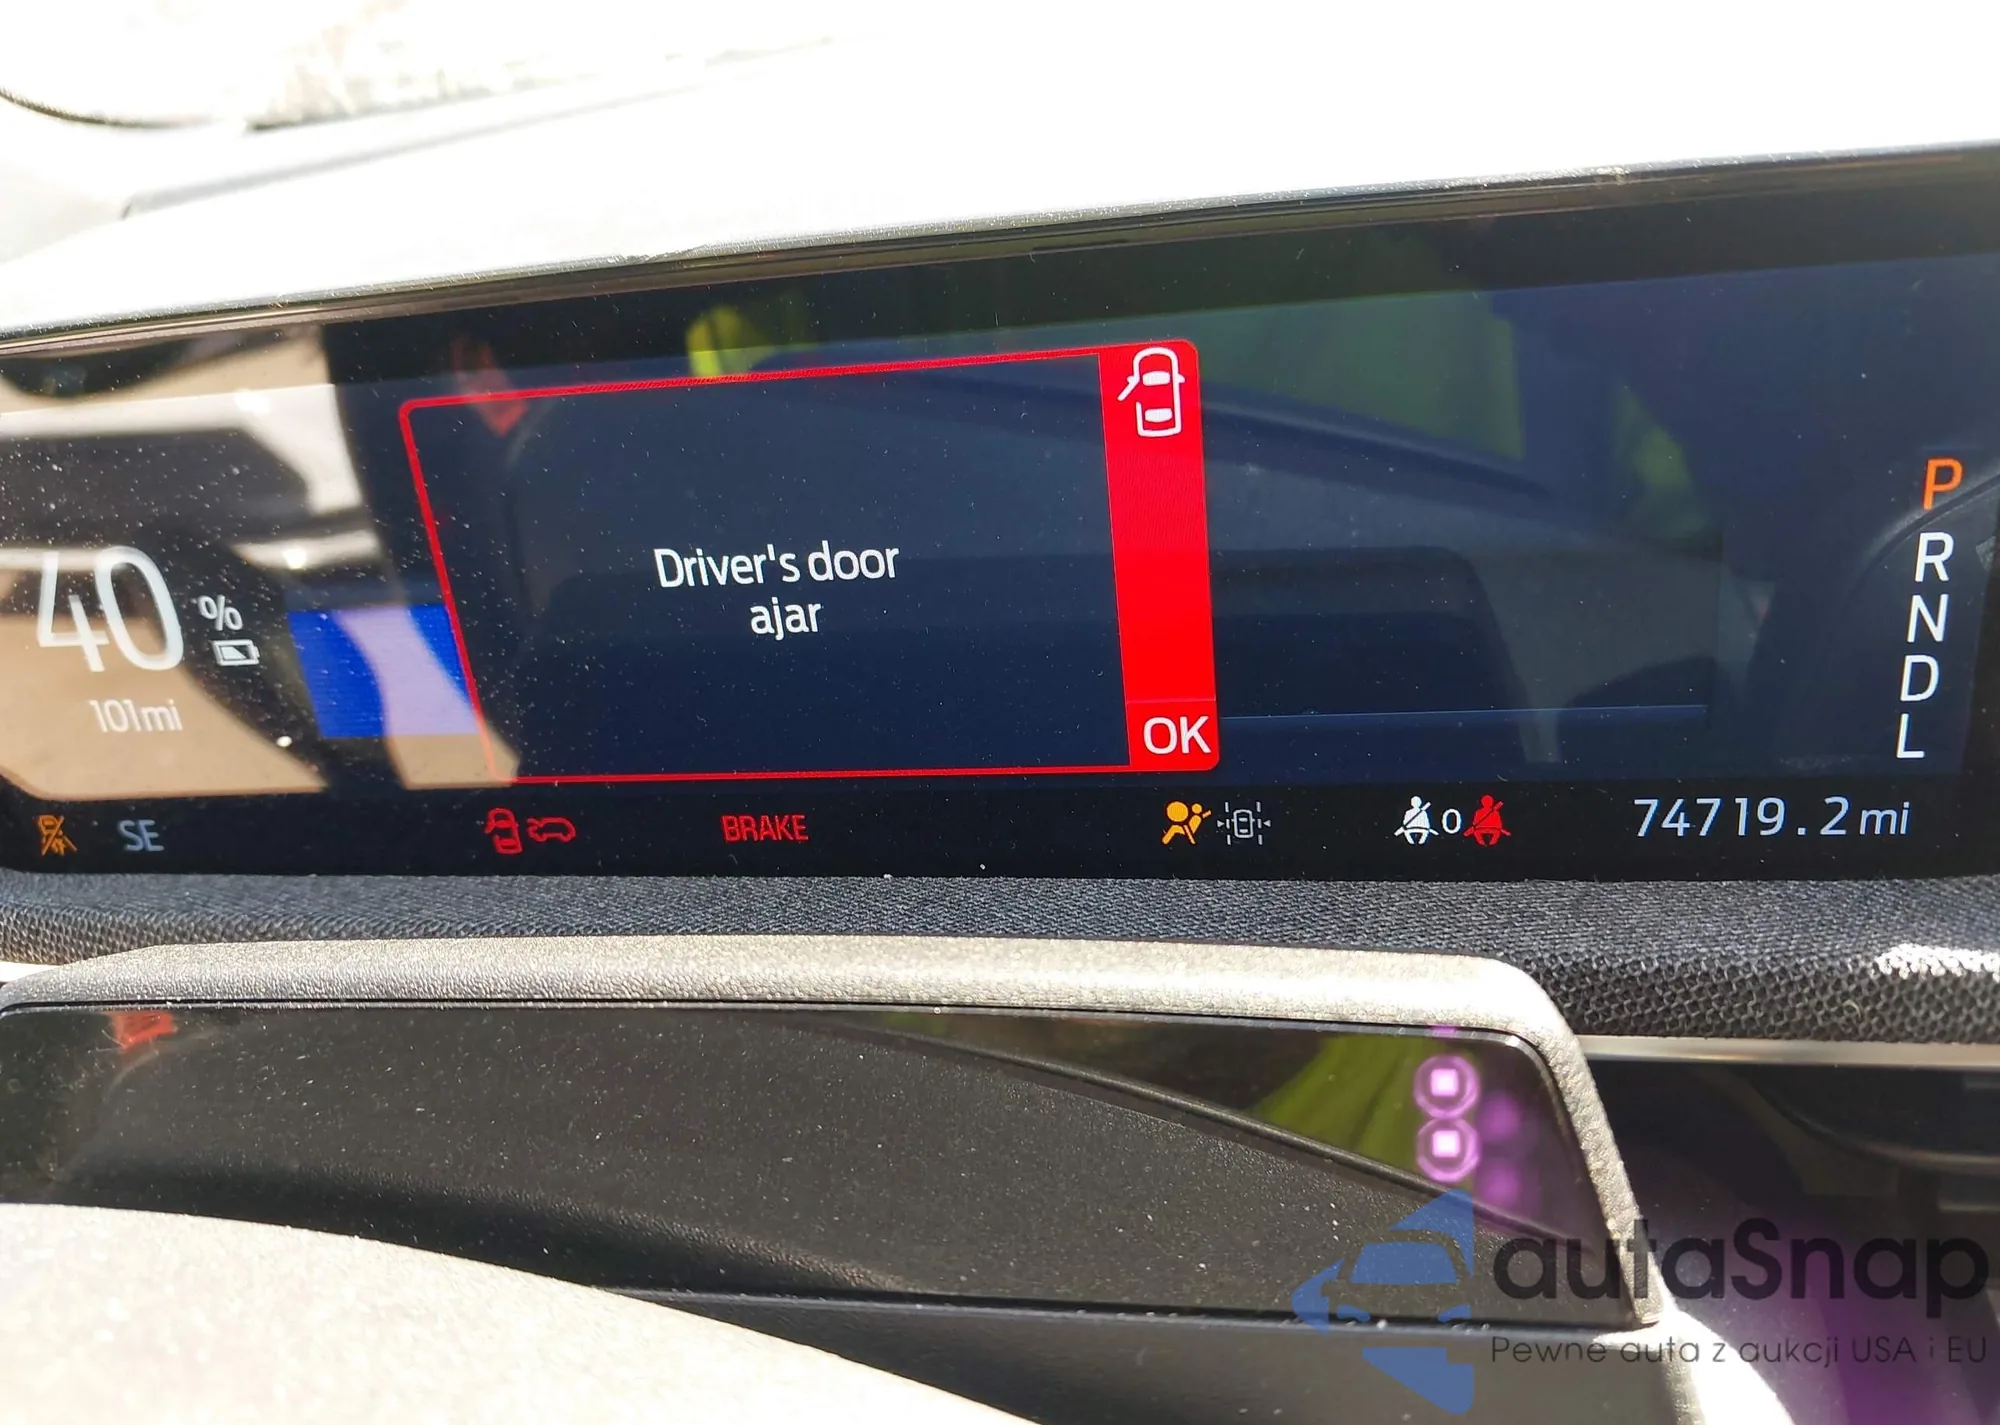 Driver's door
ajar
OK
40 %
101mi
P
R
N
D
L
SE
BRAKE
0
74719.2 mi
autaSnap
Pewne auta z aukcji USA i EU